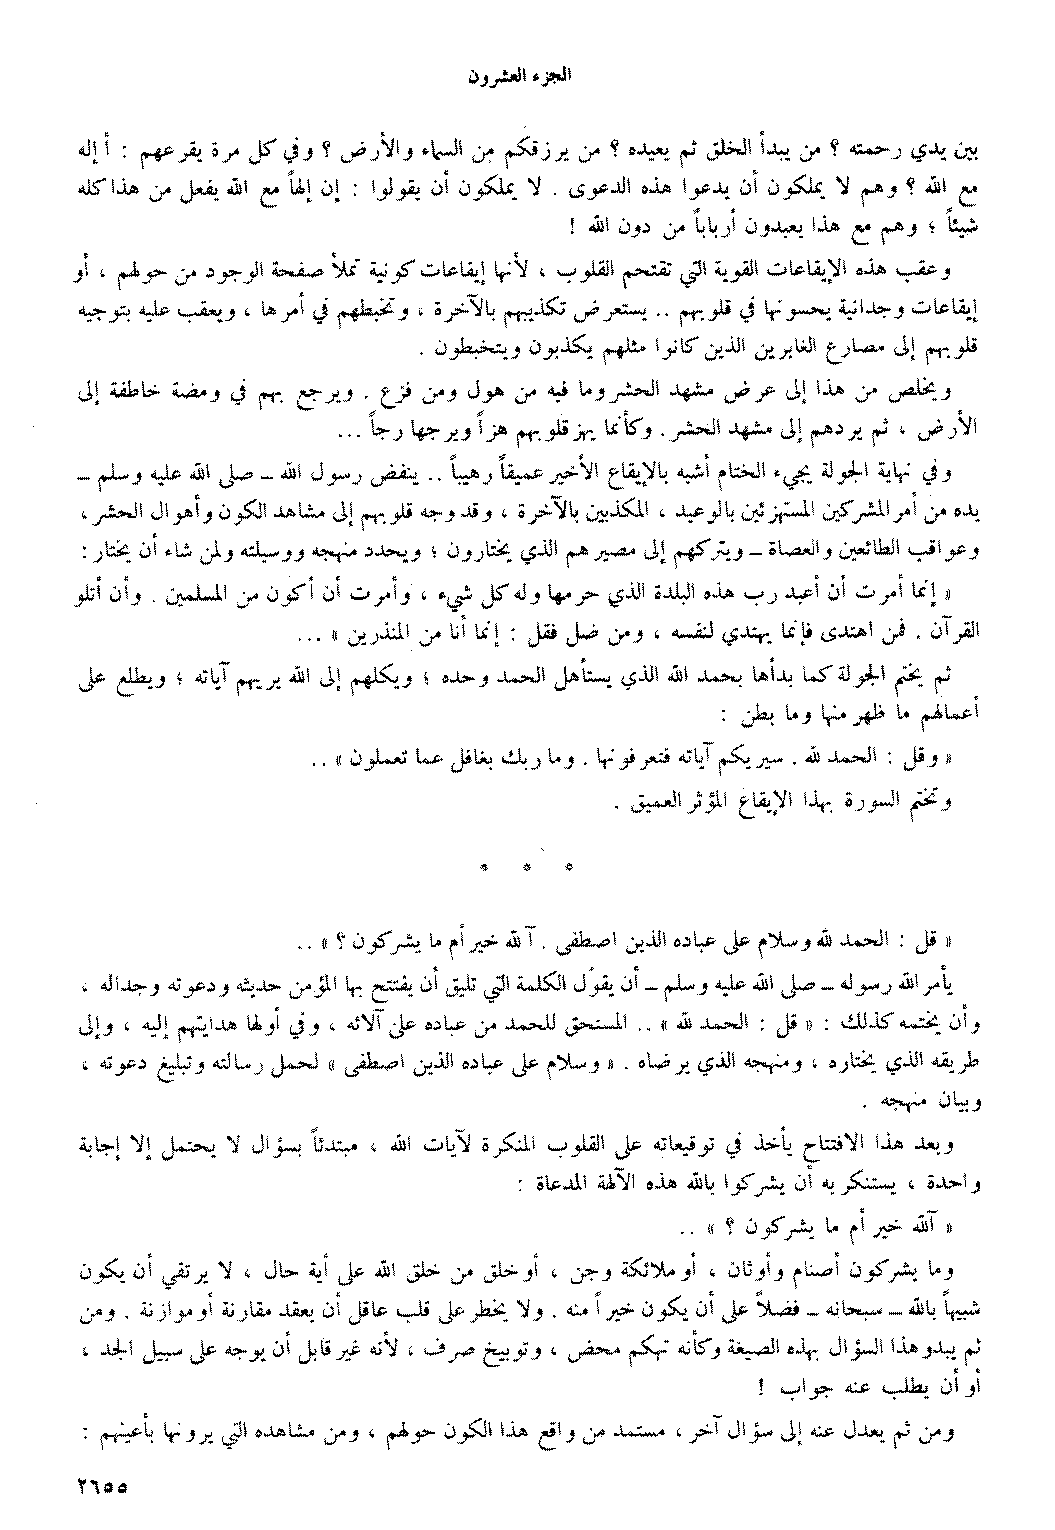 الجزء العشرون
بين يدي رحمته ؟ من يبدأ الخلق ثم يعيده ؟ من يرزقكم من السماء والأرض ؟ وفي كل مرة يقرعهم : أإله
مع الله ؟ وهم لا يملكون أن يدعوا هذه الدعوى . لا يملكون أن يقولوا : إن إلهاً مع الله يفعل من هذا كله
شيئاً ؛ وهم مع هذا يعبدون أرباباً من دون الله !
وعقب هذه الإيقاعات القوية التي تقتحم القلوب ، لأنها إيقاعات كونية تملأ صفحة الوجود من حولهم ، أو
إيقاعات وجدانية يحسونها في قلوبهم .. يستعرض تكذيبهم بالآخرة ، وتخبطهم في أمرها ، ويعقب عليه بتوجيه
قلوبهم إلى مصارع الغابرين الذين كانوا مثلهم يكذبون ويتخبطون .
ويخلص من هذا إلى عرض مشهد الحشر وما فيه من هول ومن فزع . ويرجع بهم في ومضة خاطفة إلى
الأرض ، ثم يردهم إلى مشهد الحشر . وكأنما يهز قلوبهم هزاً ويرجها رجاً ...
وفي نهاية الجولة يجيء الختام أشبه بالإيقاع الأخير عميقاً رهيباً .. ينفض رسول الله – صلى الله عليه وسلم –
يده من أمر المشركين المستهزئين بالوعيد ، المكذبين بالآخرة ، وقد وجه قلوبهم إلى مشاهد الكون وأهوال الحشر ،
وعواقب الطائعين والعصاة – ويتركهم إلى مصيرهم الذي يختارون ؛ ويحدد منهجه ووسيلته ولمن شاء أن يختار :
« إنما أمرت أن أعبد رب هذه البلدة الذي حرمها وله كل شيء ، وأمرت أن أكون من المسلمين . وأن أتلو
القرآن . فمن اهتدى فإنما يهتدي لنفسه ، ومن ضل فقل : إنما أنا من المنذرين » ...
ثم يختم الجولة كما بدأها بحمد الله الذي يستأهل الحمد وحده ؛ ويكلهم إلى الله يريهم آياته ؛ ويطلع على
أعمالهم ما ظهر منها وما بطن :
« وقل : الحمد لله . سيريكم آياته فتعرفونها . وما ربك بغافل عما تعملون » ..
وتختم السورة بهذا الإيقاع المؤثر العميق .
* * *
« قل : الحمد لله وسلام على عباده الذين اصطفى . آلله خير أم ما يشركون ؟ » ..
يأمر الله رسوله – صلى الله عليه وسلم – أن يقول الكلمة التي تليق أن يفتتح بها المؤمن حديثه ودعوته وجداله ،
وأن يختمه كذلك : « قل : الحمد لله » .. المستحق للحمد من عباده على آلائه ، وفي أولها هدايتهم إليه ، وإلى
طريقه الذي يختاره ، ومنهجه الذي يرضاه . « وسلام على عباده الذين اصطفى » لحمل رسالته وتبليغ دعوته ،
وبيان منهجه .
وبعد هذا الافتتاح يأخذ في توقيعاته على القلوب المنكرة لآيات الله ، مبتدئاً بسؤال لا يحتمل إلا إجابة
واحدة ، يستنكر به أن يشركوا بالله هذه الآلهة المدعاة :
« آلله خير أم ما يشركون ؟ » ..
وما يشركون أصنام وأوثان ، أو ملائكة وجن ، أو خلق من خلق الله على أية حال ، لا يرتقي أن يكون
شبيهاً بالله – سبحانه – فضلاً على أن يكون خيراً منه . ولا يخطر على قلب عاقل أن يعقد مقارنة أو موازنة . ومن
ثم يبدو هذا السؤال بهذه الصيغة وكأنه تهكم محض ، وتوبيخ صرف ، لأنه غير قابل أن يوجه على سبيل الجد ،
أو أن يطلب عنه جواب !
ومن ثم يعدل عنه إلى سؤال آخر ، مستمد من واقع هذا الكون حولهم ، ومن مشاهده التي يرونها بأعينهم :
٢٦٥٥